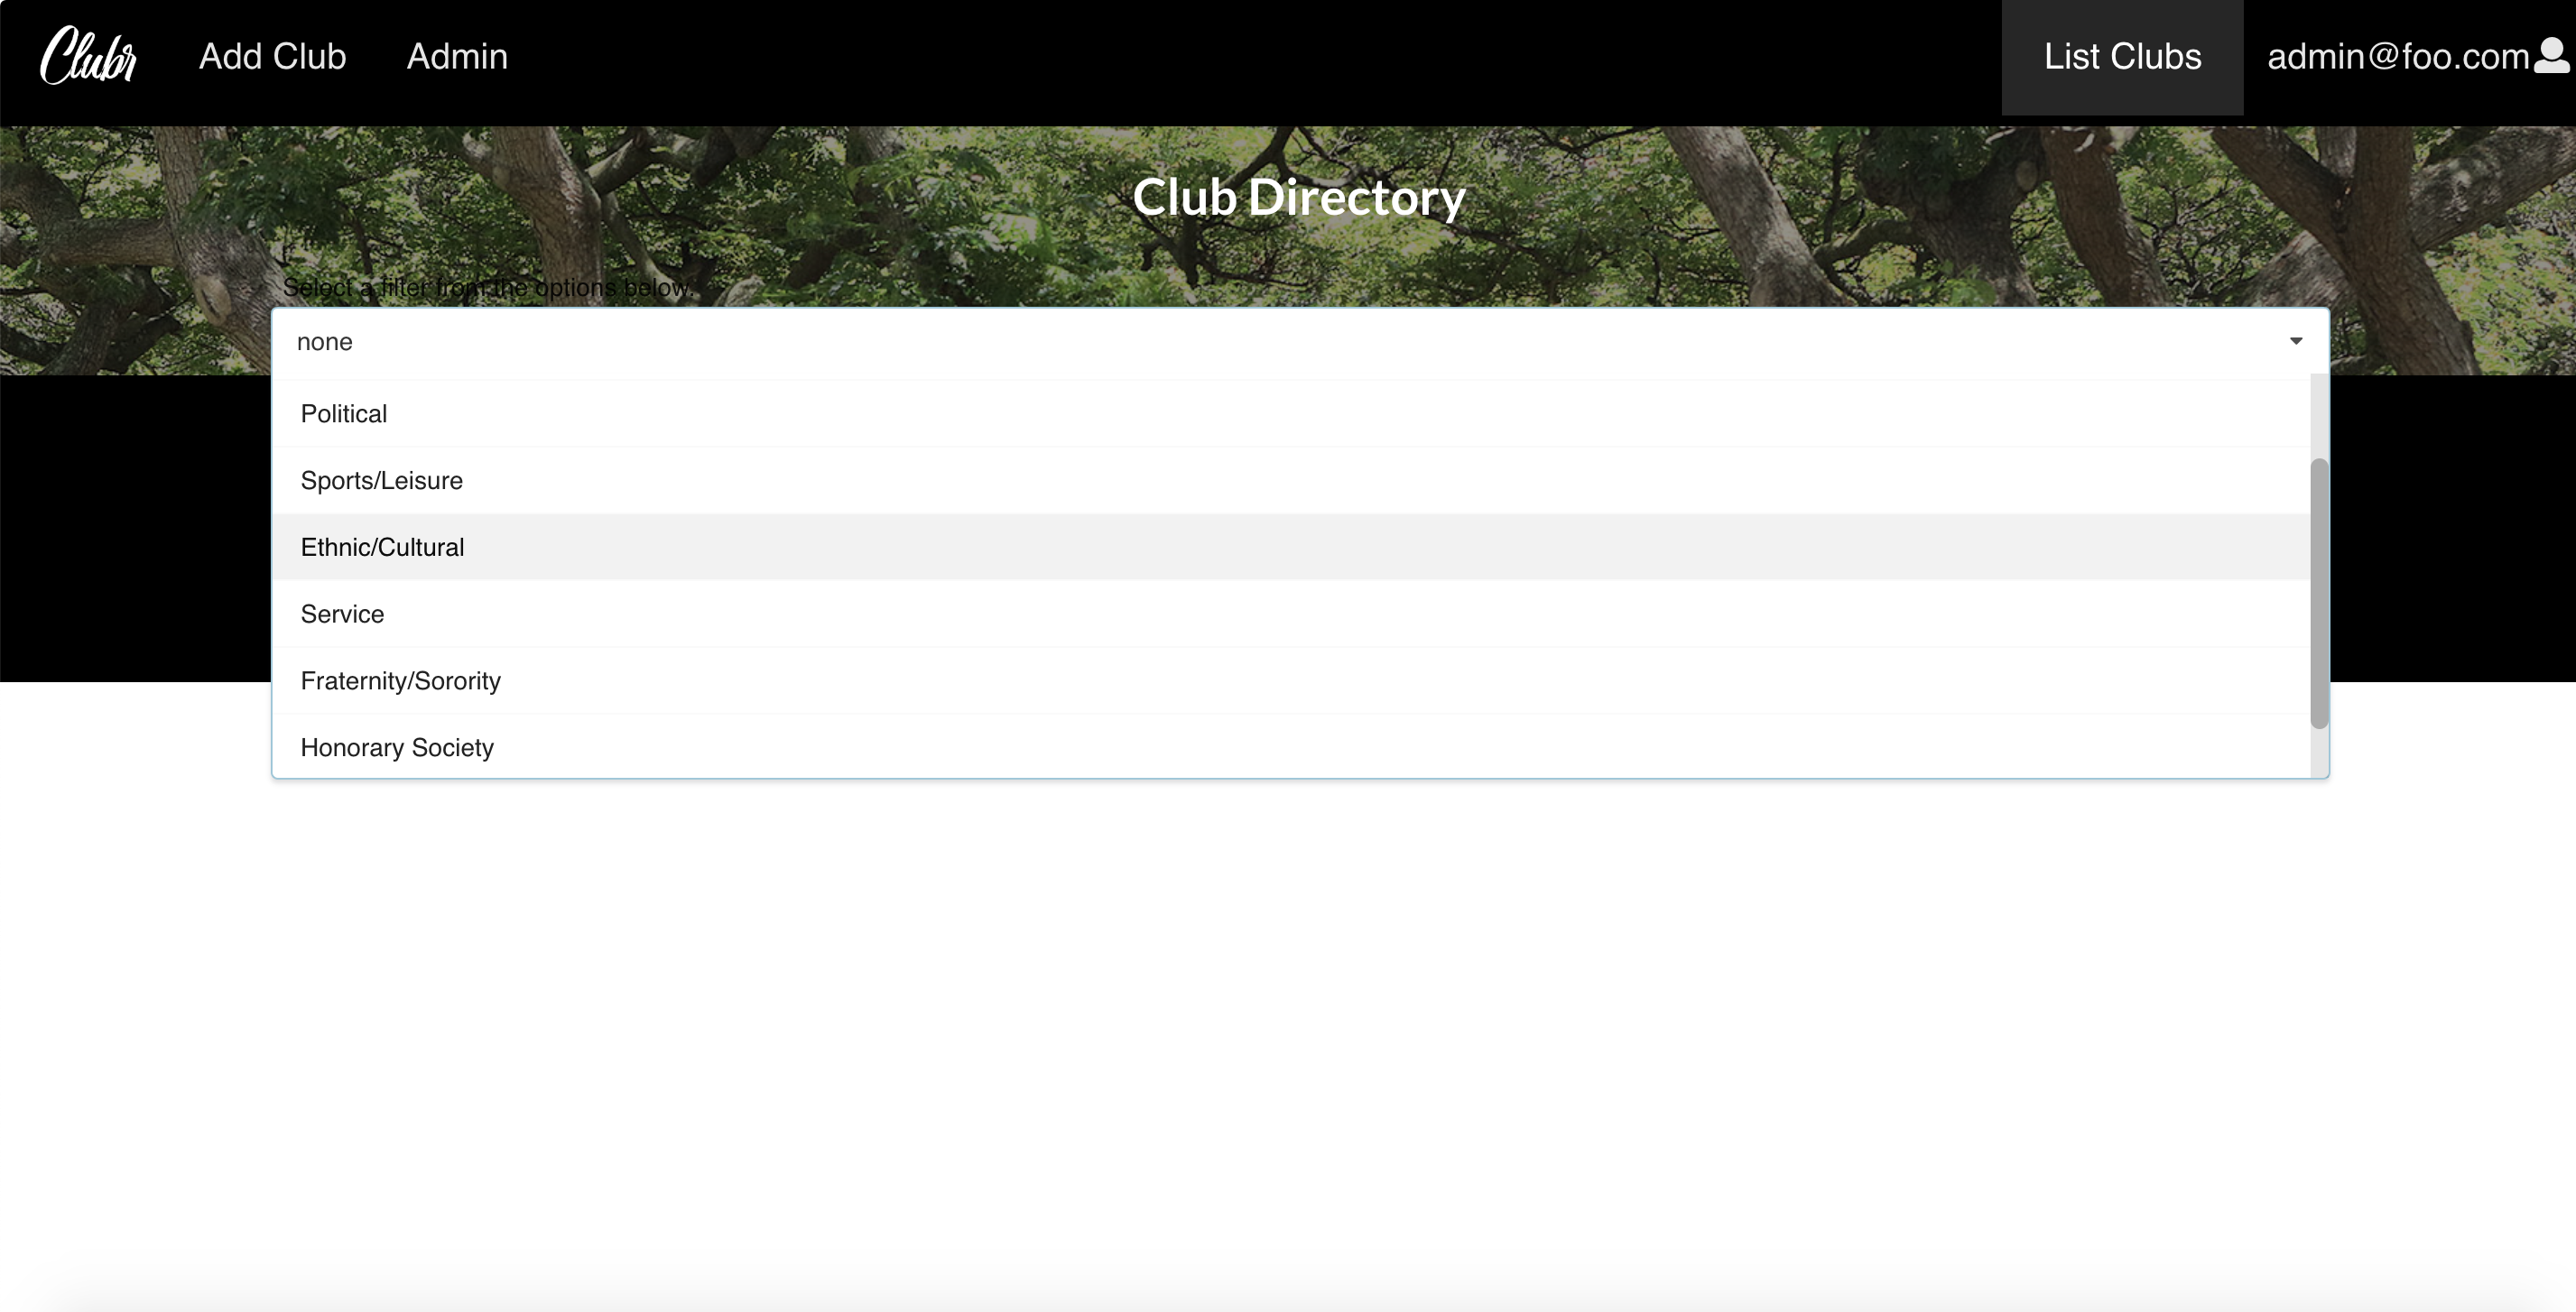 Clubr Add Club Admin List Clubs admin@foo.com
Club Directory
Select a filter from the options below.
none
Political
Sports/Leisure
Ethnic/Cultural
Service
Fraternity/Sorority
Honorary Society